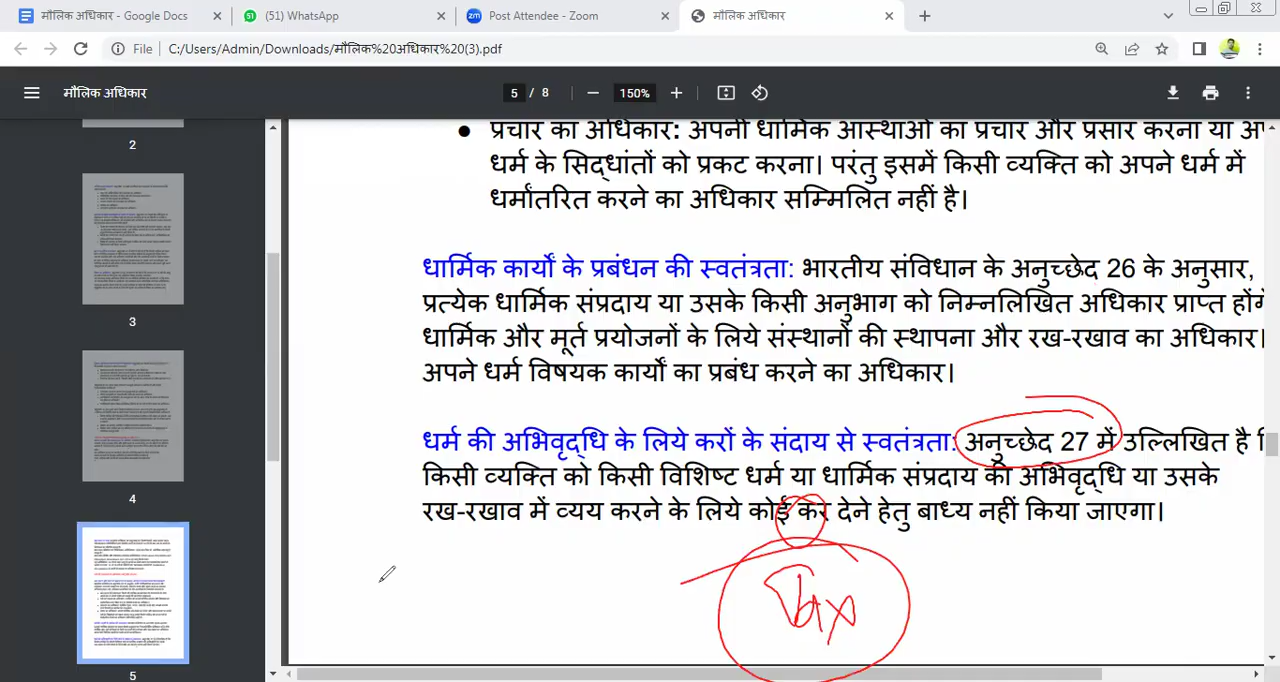 मौलिक अधिकार - Google Docs
(51) WhatsApp
Post Attendee - Zoom
मौलिक अधिकार
File
C:/Users/Admin/Downloads/मौलिक%20अधिकार%20(3).pdf
मौलिक अधिकार
5 / 8
150%
2
3
4
5
● प्रचार का अधिकार: अपनी धार्मिक आस्थाओं का प्रचार और प्रसार करना या
धर्म के सिद्धांतों को प्रकट करना। परंतु इसमें किसी व्यक्ति को अपने धर्म में
धर्मांतरित करने का अधिकार सम्मिलित नहीं है।
धार्मिक कार्यों के प्रबंधन की स्वतंत्रता: भारतीय संविधान के अनुच्छेद 26 के अनुसार,
प्रत्येक धार्मिक संप्रदाय या उसके किसी अनुभाग को निम्नलिखित अधिकार प्राप्त होंगे
धार्मिक और मूर्त प्रयोजनों के लिये संस्थानों की स्थापना और रख-रखाव का अधिकार।
अपने धर्म विषयक कार्यों का प्रबंध करने का अधिकार।
धर्म की अभिवृद्धि के लिये करों के संदाय से स्वतंत्रता: अनुच्छेद 27 में उल्लिखित है
किसी व्यक्ति को किसी विशिष्ट धर्म या धार्मिक संप्रदाय की अभिवृद्धि या उसके
रख-रखाव में व्यय करने के लिये कोई कर देने हेतु बाध्य नहीं किया जाएगा।
Tax